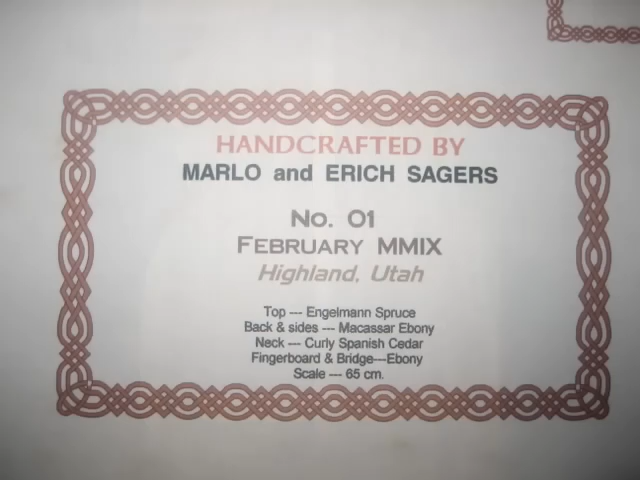 HANDCRAFTED BY
MARLO and ERICH SAGERS
No. 01
FEBRUARY MMIX
Highland, Utah
Top --- Engelmann Spruce
Back & sides --- Macassar Ebony
Neck --- Curly Spanish Cedar
Fingerboard & Bridge---Ebony
Scale --- 65 cm.